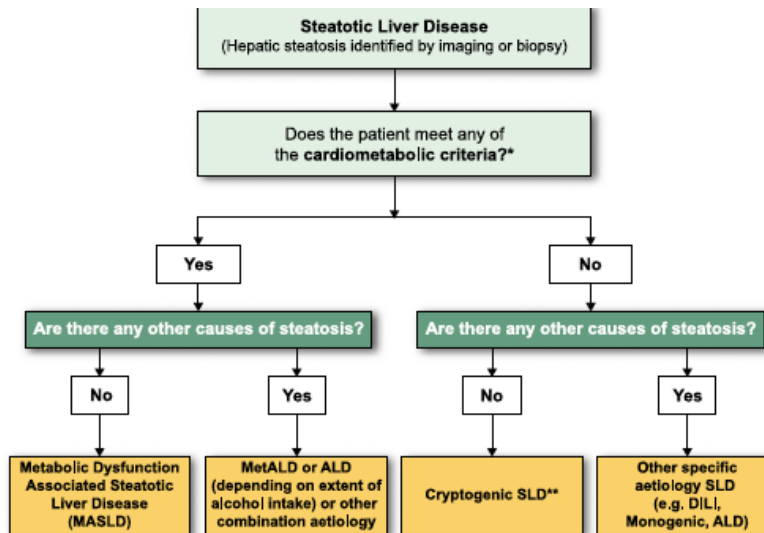 Steatotic Liver Disease
(Hepatic steatosis identified by imaging or biopsy)
Does the patient meet any of
the cardiometabolic criteria?*
Yes
No
Are there any other causes of steatosis?
Are there any other causes of steatosis?
No
Yes
No
Yes
Metabolic Dysfunction
Associated Steatotic
Liver Disease
(MASLD)
MetALD or ALD
(depending on extent of
alcohol intake) or other
combination aetiology
Cryptogenic SLD**
Other specific
aetiology SLD
(e.g. DILI,
Monogenic, ALD)